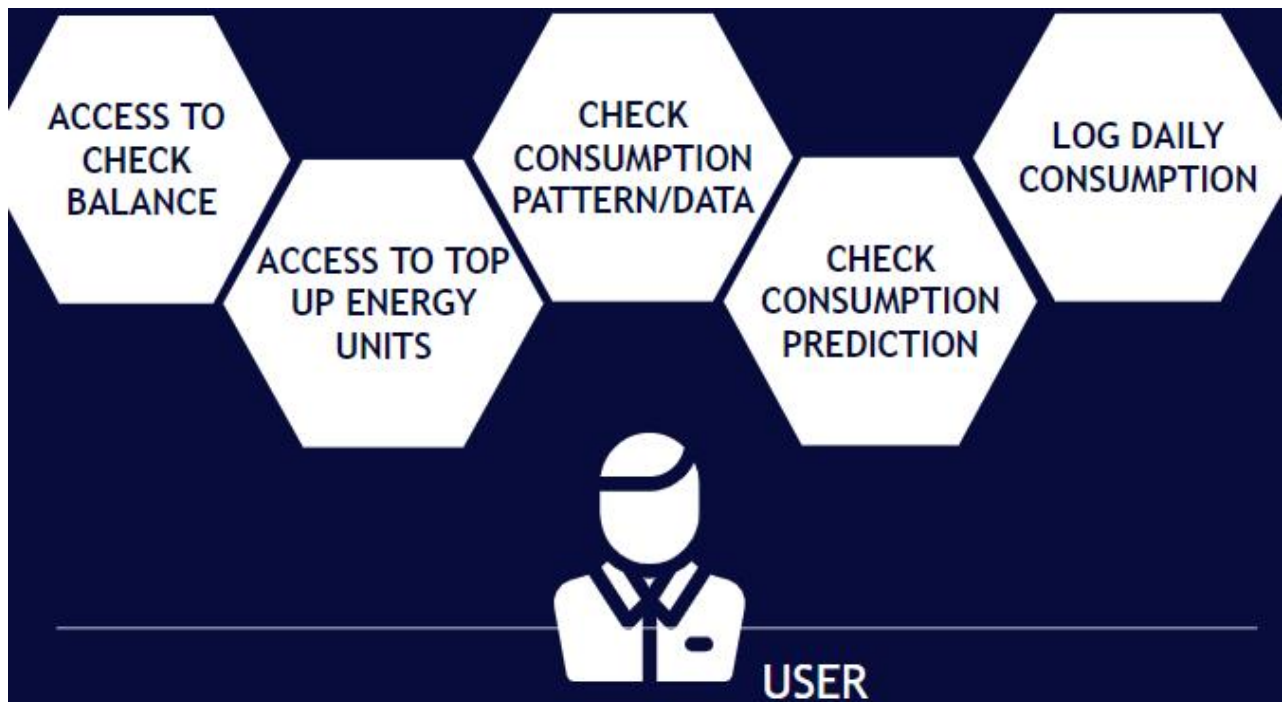 ACCESS TO
CHECK
BALANCE
ACCESS TO TOP
UP ENERGY
UNITS
CHECK
CONSUMPTION
PATTERN/DATA
CHECK
CONSUMPTION
PREDICTION
LOG DAILY
CONSUMPTION
USER